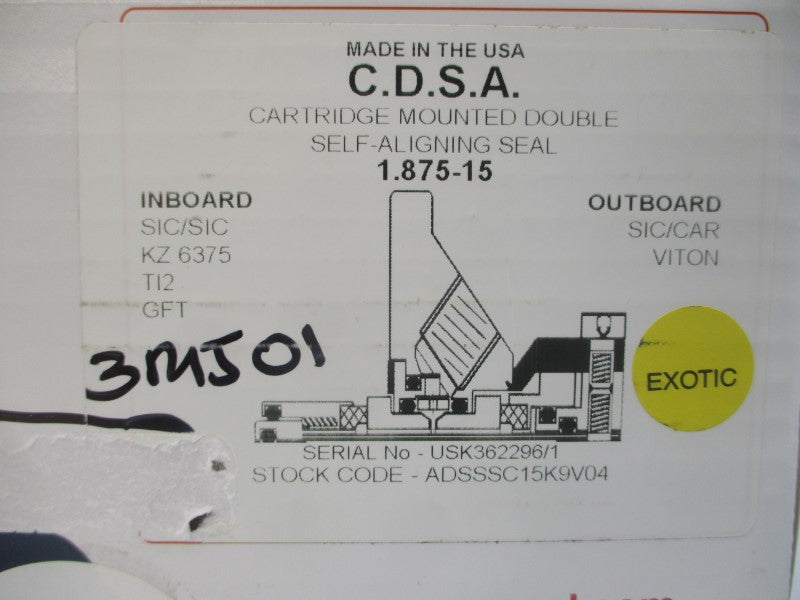 MADE IN THE USA
C.D.S.A.
CARTRIDGE MOUNTED DOUBLE
SELF-ALIGNING SEAL
1.875-15
INBOARD
SIC/SIC
KZ 6375
TI2
GFT
OUTBOARD
SIC/CAR
VITON
3MJ01
EXOTIC
SERIAL No - USK362296/1
STOCK CODE - ADSSSC15K9V04